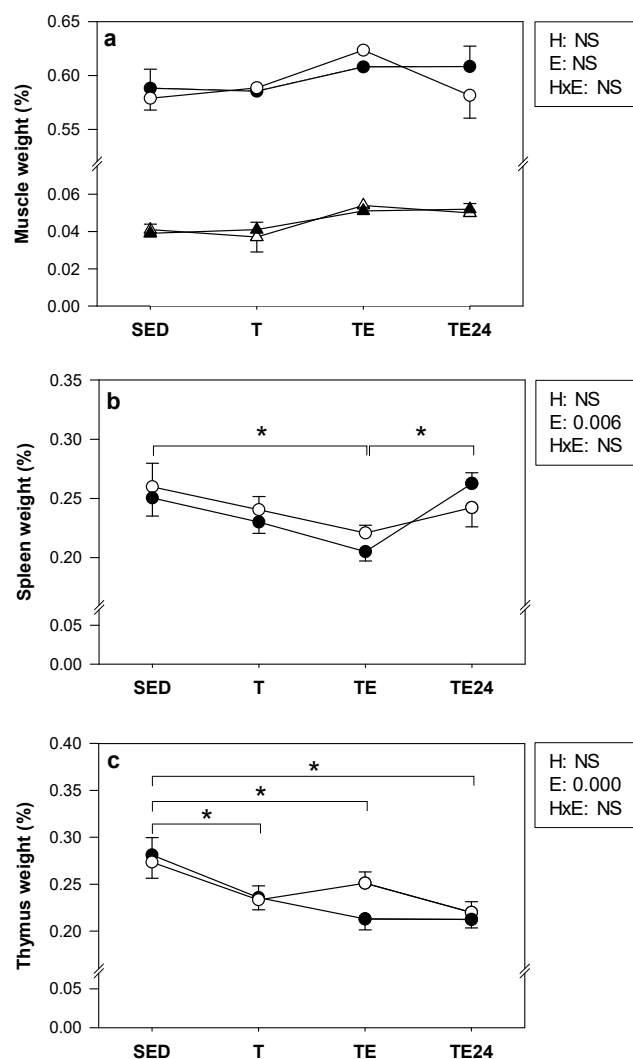 a
Muscle weight (%)
0.65
0.60
0.55
0.06
0.04
0.02
0.00
SED T TE TE24
H: NS
E: NS
HxE: NS
b
Spleen weight (%)
0.35
0.30
0.25
0.20
0.05
0.00
* *
SED T TE TE24
H: NS
E: 0.006
HxE: NS
c
Thymus weight (%)
0.40
0.35
0.30
0.25
0.20
0.05
0.00
*
*
*
SED T TE TE24
H: NS
E: 0.000
HxE: NS